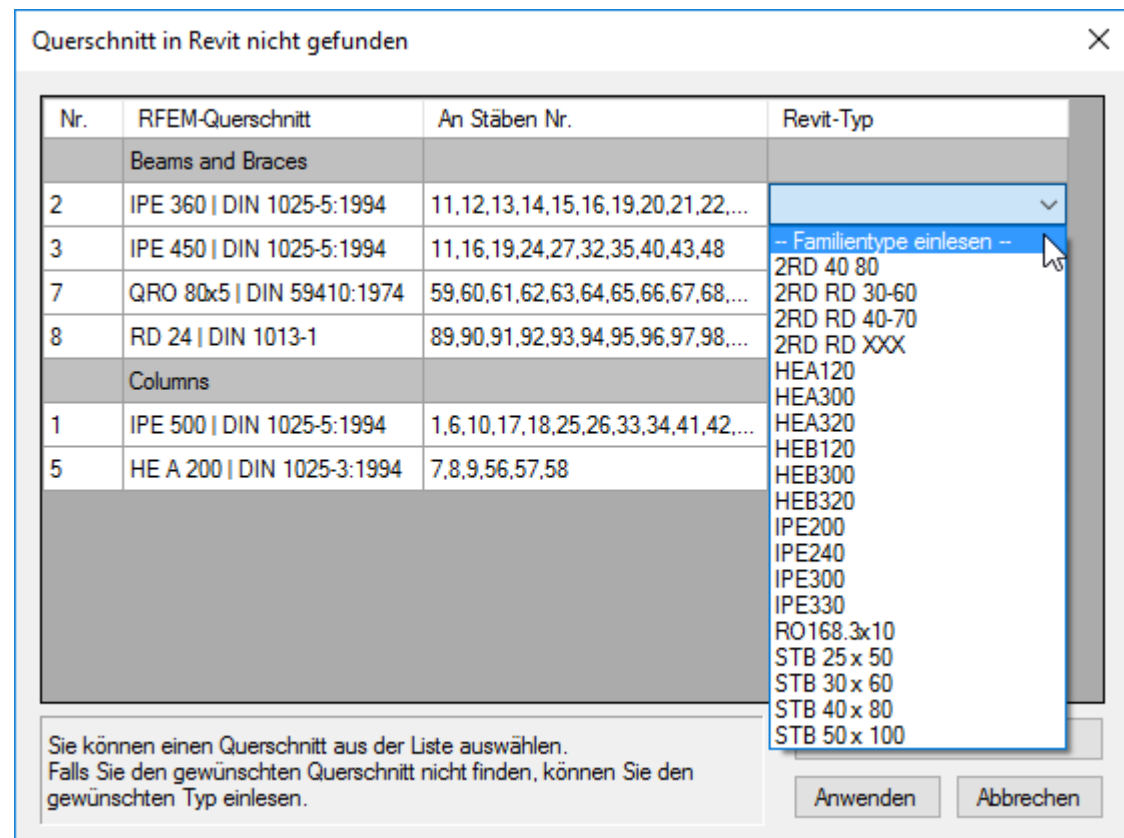 Querschnitt in Revit nicht gefunden
Nr. RFEM-Querschnitt An Stäben Nr. Revit-Typ
Beams and Braces
2 IPE 360 | DIN 1025-5:1994 11,12,13,14,15,16,19,20,21,22,...
3 IPE 450 | DIN 1025-5:1994 11,16,19,24,27,32,35,40,43,48
7 QRO 80x5 | DIN 59410:1974 59,60,61,62,63,64,65,66,67,68,...
8 RD 24 | DIN 1013-1 89,90,91,92,93,94,95,96,97,98,...
Columns
1 IPE 500 | DIN 1025-5:1994 1,6,10,17,18,25,26,33,34,41,42,...
5 HE A 200 | DIN 1025-3:1994 7,8,9,56,57,58
-- Familientype einlesen --
2RD 40 80
2RD RD 30-60
2RD RD 40-70
2RD RD XXX
HEA120
HEA300
HEA320
HEB120
HEB300
HEB320
IPE200
IPE240
IPE300
IPE330
RO168.3x10
STB 25 x 50
STB 30 x 60
STB 40 x 80
STB 50 x 100
Sie können einen Querschnitt aus der Liste auswählen.
Falls Sie den gewünschten Querschnitt nicht finden, können Sie den
gewünschten Typ einlesen.
Anwenden Abbrechen